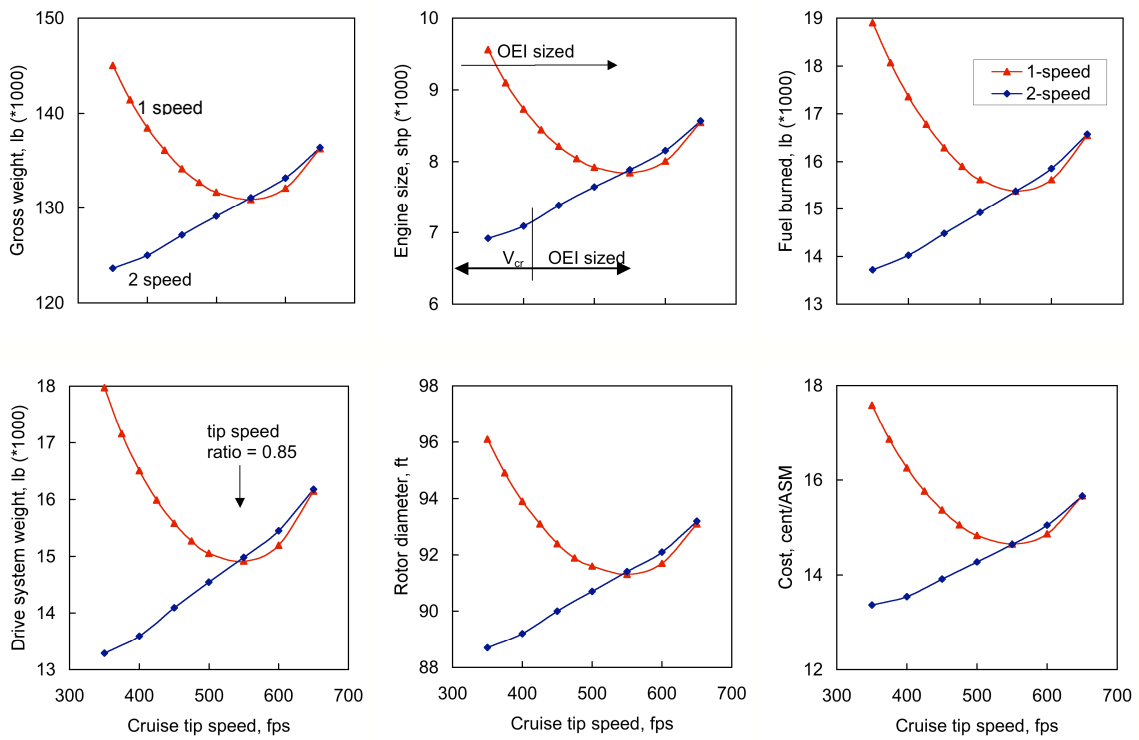 Gross weight, lb (*1000)
150
140
130
120
1 speed
2 speed
Engine size, shp (*1000)
10
9
8
7
6
OEI sized
Vcr
OEI sized
Fuel burned, lb (*1000)
19
18
17
16
15
14
13
1-speed
2-speed
Drive system weight, lb (*1000)
18
17
16
15
14
13
tip speed
ratio = 0.85
300 400 500 600 700
Cruise tip speed, fps
Rotor diameter, ft
98
96
94
92
90
88
300 400 500 600 700
Cruise tip speed, fps
Cost, cent/ASM
18
16
14
12
300 400 500 600 700
Cruise tip speed, fps